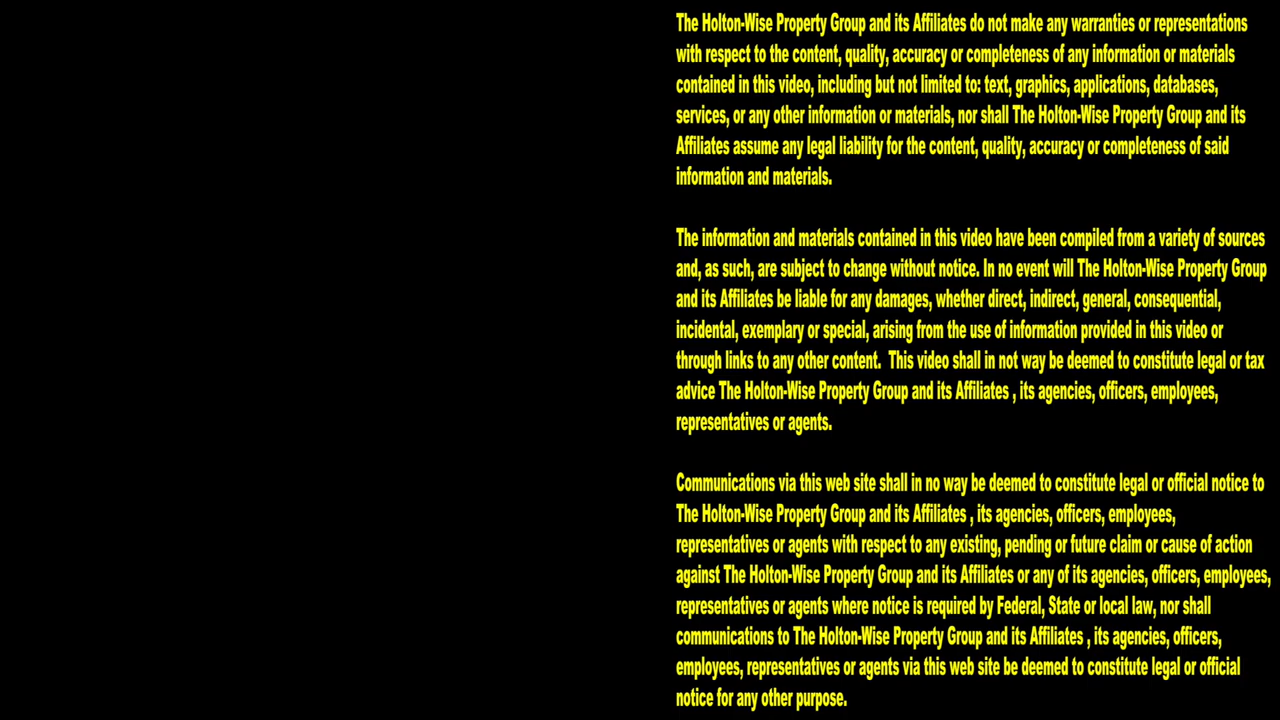 The Holton-Wise Property Group and its Affiliates do not make any warranties or representations
with respect to the content, quality, accuracy or completeness of any information or materials
contained in this video, including but not limited to: text, graphics, applications, databases,
services, or any other information or materials, nor shall The Holton-Wise Property Group and its
Affiliates assume any legal liability for the content, quality, accuracy or completeness of said
information and materials.
The information and materials contained in this video have been compiled from a variety of sources
and, as such, are subject to change without notice. In no event will The Holton-Wise Property Group
and its Affiliates be liable for any damages, whether direct, indirect, general, consequential,
incidental, exemplary or special, arising from the use of information provided in this video or
through links to any other content.  This video shall in not way be deemed to constitute legal or tax
advice The Holton-Wise Property Group and its Affiliates , its agencies, officers, employees,
representatives or agents.
Communications via this web site shall in no way be deemed to constitute legal or official notice to
The Holton-Wise Property Group and its Affiliates , its agencies, officers, employees,
representatives or agents with respect to any existing, pending or future claim or cause of action
against The Holton-Wise Property Group and its Affiliates or any of its agencies, officers, employees,
representatives or agents where notice is required by Federal, State or local law, nor shall
communications to The Holton-Wise Property Group and its Affiliates , its agencies, officers,
employees, representatives or agents via this web site be deemed to constitute legal or official
notice for any other purpose.